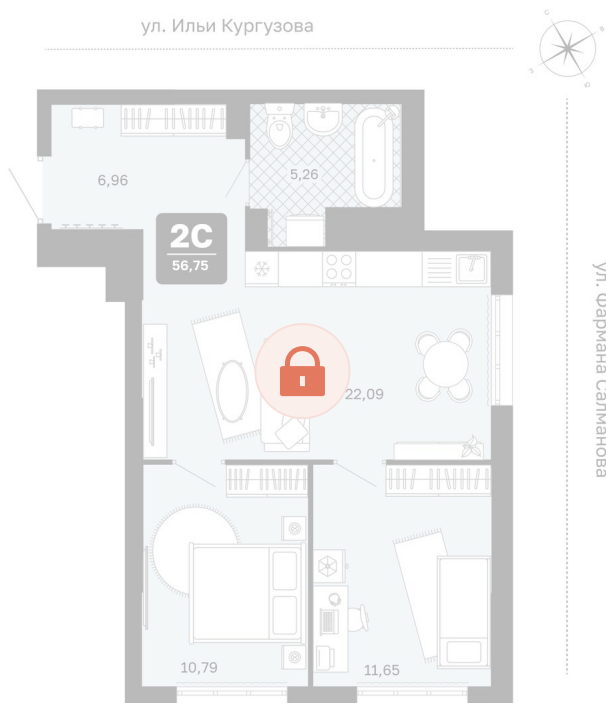 ул. Ильи Кургузова
С
В
З
Ю
6,96
5,26
2С
56,75
22,09
ул. Фармана Салманова
10,79
11,65